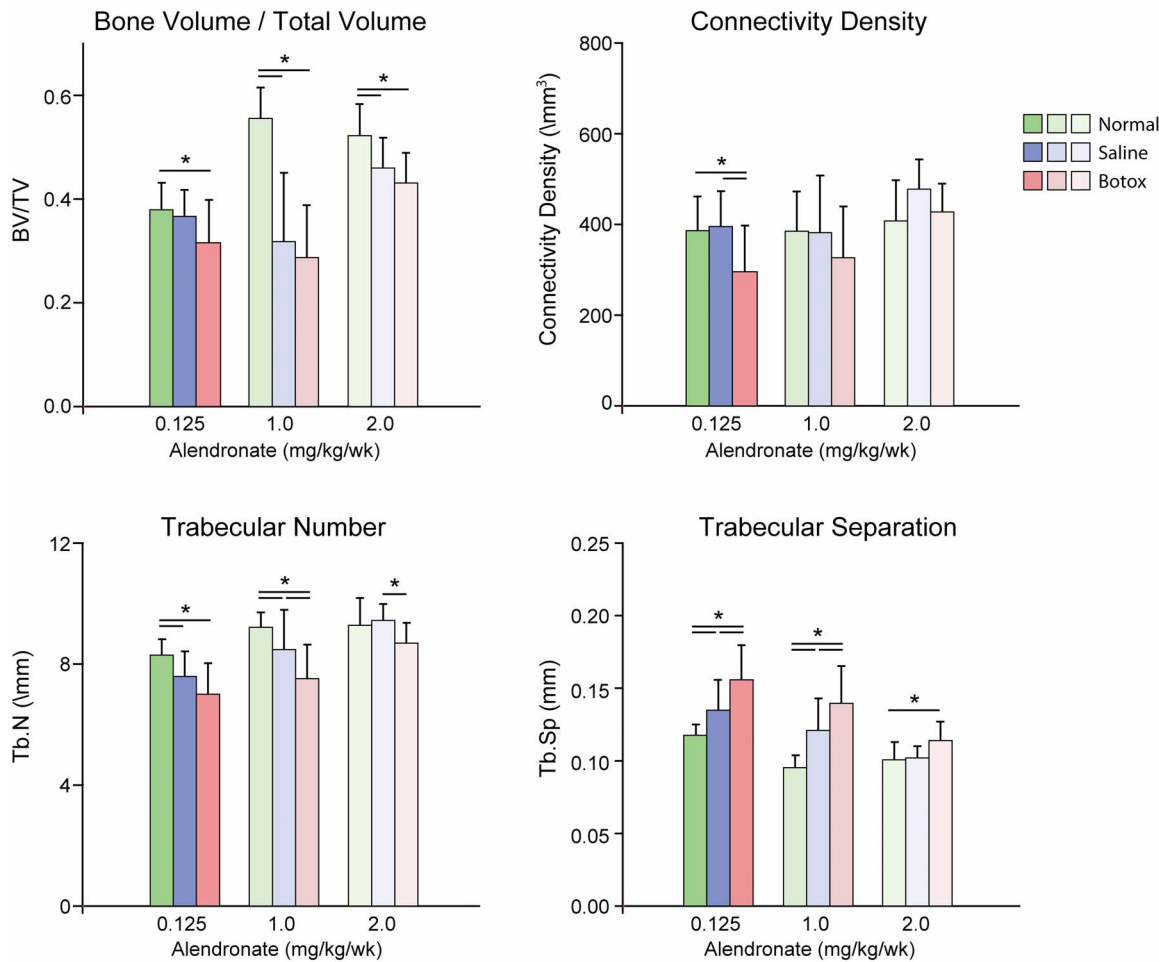 Bone Volume / Total Volume
BV/TV
0.6
0.4
0.2
0.0
*
*
*
0.125 1.0 2.0
Alendronate (mg/kg/wk)
Connectivity Density
Connectivity Density (\mm3)
800
600
400
200
0
*
0.125 1.0 2.0
Alendronate (mg/kg/wk)
Normal
Saline
Botox
Trabecular Number
Tb.N (\mm)
12
8
4
0
*
*
*
0.125 1.0 2.0
Alendronate (mg/kg/wk)
Trabecular Separation
Tb.Sp (mm)
0.25
0.20
0.15
0.10
0.05
0.00
*
*
*
0.125 1.0 2.0
Alendronate (mg/kg/wk)